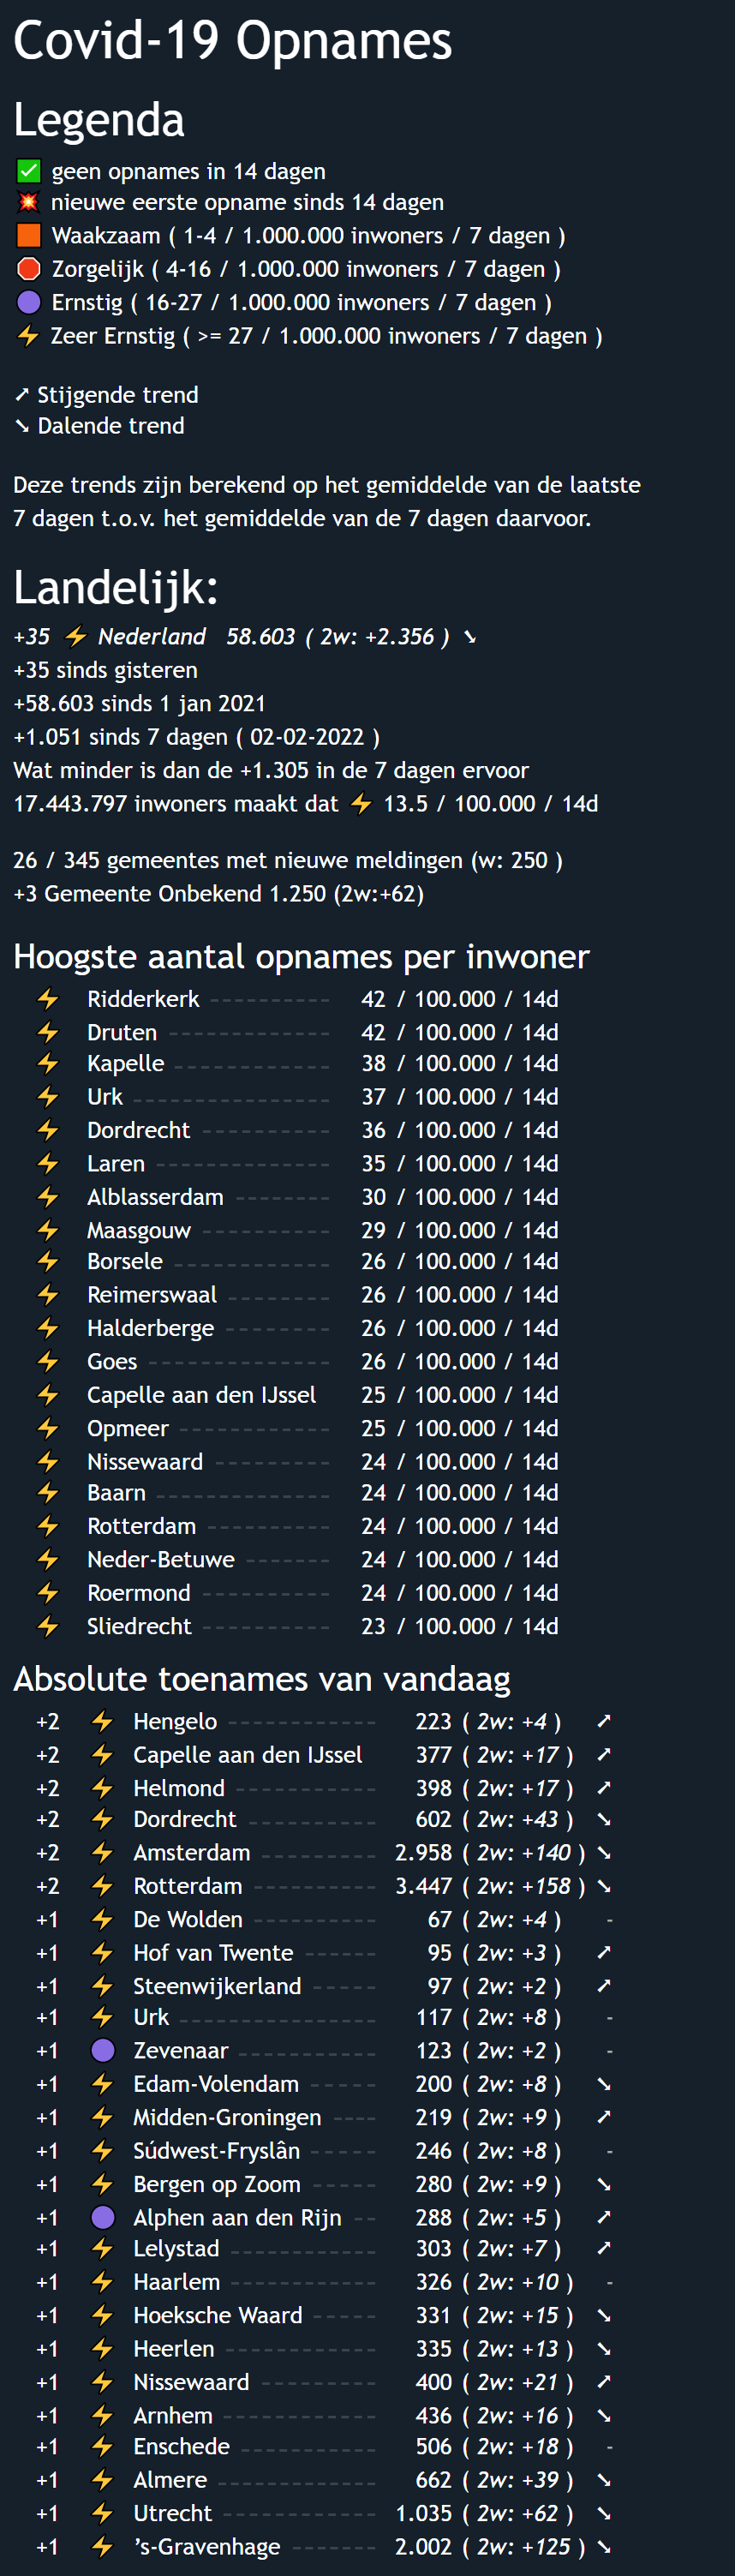 Covid-19 Opnames
Legenda
✅ geen opnames in 14 dagen
💥 nieuwe eerste opname sinds 14 dagen
🟧 Waakzaam ( 1-4 / 1.000.000 inwoners / 7 dagen )
🛑 Zorgelijk ( 4-16 / 1.000.000 inwoners / 7 dagen )
🟣 Ernstig ( 16-27 / 1.000.000 inwoners / 7 dagen )
⚡ Zeer Ernstig ( >= 27 / 1.000.000 inwoners / 7 dagen )
➚ Stijgende trend
➘ Dalende trend
Deze trends zijn berekend op het gemiddelde van de laatste
7 dagen t.o.v. het gemiddelde van de 7 dagen daarvoor.
Landelijk:
+35 ⚡ Nederland 58.603 ( 2w: +2.356 ) ➘
+35 sinds gisteren
+58.603 sinds 1 jan 2021
+1.051 sinds 7 dagen ( 02-02-2022 )
Wat minder is dan de +1.305 in de 7 dagen ervoor
17.443.797 inwoners maakt dat ⚡ 13.5 / 100.000 / 14d
26 / 345 gemeentes met nieuwe meldingen (w: 250 )
+3 Gemeente Onbekend 1.250 (2w:+62)
Hoogste aantal opnames per inwoner
⚡ Ridderkerk ---------- 42 / 100.000 / 14d
⚡ Druten -------------- 42 / 100.000 / 14d
⚡ Kapelle ------------- 38 / 100.000 / 14d
⚡ Urk ----------------- 37 / 100.000 / 14d
⚡ Dordrecht ----------- 36 / 100.000 / 14d
⚡ Laren --------------- 35 / 100.000 / 14d
⚡ Alblasserdam -------- 30 / 100.000 / 14d
⚡ Maasgouw ----------- 29 / 100.000 / 14d
⚡ Borsele ------------- 26 / 100.000 / 14d
⚡ Reimerswaal --------- 26 / 100.000 / 14d
⚡ Halderberge --------- 26 / 100.000 / 14d
⚡ Goes ---------------- 26 / 100.000 / 14d
⚡ Capelle aan den IJssel 25 / 100.000 / 14d
⚡ Opmeer ------------- 25 / 100.000 / 14d
⚡ Nissewaard ---------- 24 / 100.000 / 14d
⚡ Baarn --------------- 24 / 100.000 / 14d
⚡ Rotterdam ----------- 24 / 100.000 / 14d
⚡ Neder-Betuwe ------- 24 / 100.000 / 14d
⚡ Roermond ----------- 24 / 100.000 / 14d
⚡ Sliedrecht ----------- 23 / 100.000 / 14d
Absolute toenames van vandaag
+2 ⚡ Hengelo ------------- 223 ( 2w: +4 ) ➚
+2 ⚡ Capelle aan den IJssel 377 ( 2w: +17 ) ➚
+2 ⚡ Helmond ------------ 398 ( 2w: +17 ) ➚
+2 ⚡ Dordrecht ----------- 602 ( 2w: +43 ) ➘
+2 ⚡ Amsterdam ---------- 2.958 ( 2w: +140 ) ➘
+2 ⚡ Rotterdam ----------- 3.447 ( 2w: +158 ) ➘
+1 ⚡ De Wolden ----------- 67 ( 2w: +4 ) -
+1 ⚡ Hof van Twente ------ 95 ( 2w: +3 ) ➚
+1 ⚡ Steenwijkerland ----- 97 ( 2w: +2 ) ➚
+1 ⚡ Urk ----------------- 117 ( 2w: +8 ) -
+1 🟣 Zevenaar ------------ 123 ( 2w: +2 ) -
+1 ⚡ Edam-Volendam ------ 200 ( 2w: +8 ) ➘
+1 ⚡ Midden-Groningen ---- 219 ( 2w: +9 ) ➚
+1 ⚡ Súdwest-Fryslân ------ 246 ( 2w: +8 ) -
+1 ⚡ Bergen op Zoom ------ 280 ( 2w: +9 ) ➘
+1 🟣 Alphen aan den Rijn -- 288 ( 2w: +5 ) ➚
+1 ⚡ Lelystad ------------- 303 ( 2w: +7 ) ➚
+1 ⚡ Haarlem ------------- 326 ( 2w: +10 ) -
+1 ⚡ Hoeksche Waard ------ 331 ( 2w: +15 ) ➘
+1 ⚡ Heerlen ------------- 335 ( 2w: +13 ) ➘
+1 ⚡ Nissewaard ---------- 400 ( 2w: +21 ) ➚
+1 ⚡ Arnhem ------------- 436 ( 2w: +16 ) ➘
+1 ⚡ Enschede ------------ 506 ( 2w: +18 ) -
+1 ⚡ Almere -------------- 662 ( 2w: +39 ) ➘
+1 ⚡ Utrecht ------------- 1.035 ( 2w: +62 ) ➘
+1 ⚡ ’s-Gravenhage ------- 2.002 ( 2w: +125 ) ➘